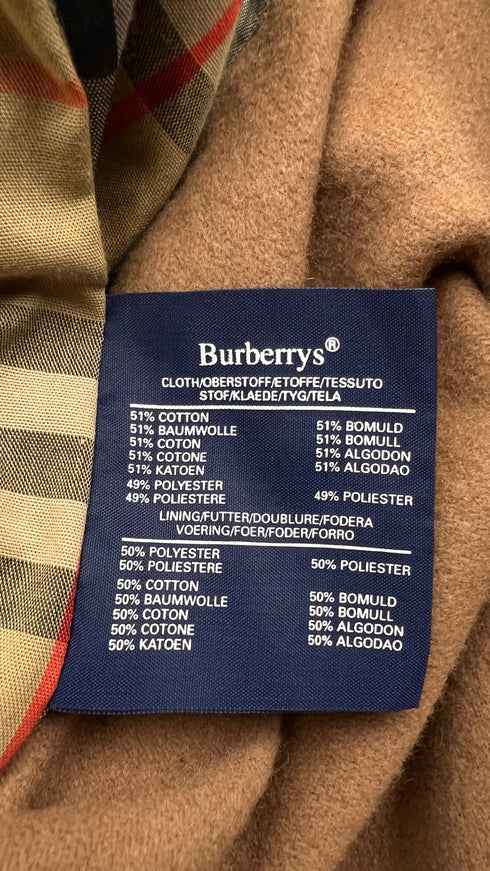 Burberrys®
CLOTH/OBERSTOFF/ETOFFE/TESSUTO
STOF/KLAEDE/TYG/TELA
51% COTTON
51% BAUMWOLLE 51% BOMULD
51% COTON 51% BOMULL
51% COTONE 51% ALGODON
51% KATOEN 51% ALGODAO
49% POLYESTER
49% POLIESTERE 49% POLIESTER
LINING/FUTTER/DOUBLURE/FODERA
VOERING/FOER/FODER/FORRO
50% POLYESTER
50% POLIESTERE 50% POLIESTER
50% COTTON
50% BAUMWOLLE 50% BOMULD
50% COTON 50% BOMULL
50% COTONE 50% ALGODON
50% KATOEN 50% ALGODAO